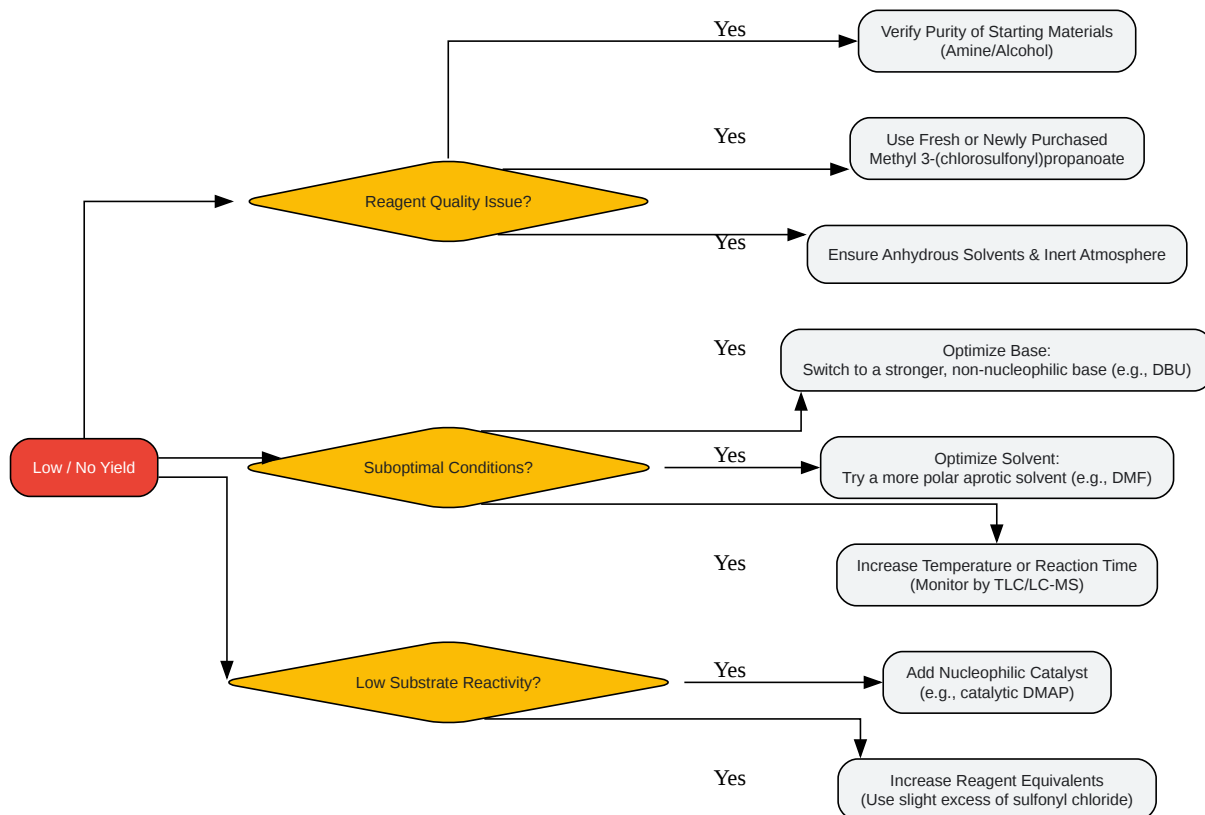 Yes
Verify Purity of Starting Materials
(Amine/Alcohol)
Yes
Use Fresh or Newly Purchased
Methyl 3-(chlorosulfonyl)propanoate
Reagent Quality Issue?
Yes
Ensure Anhydrous Solvents & Inert Atmosphere
Yes
Optimize Base:
Switch to a stronger, non-nucleophilic base (e.g., DBU)
Low / No Yield
Suboptimal Conditions?
Yes
Optimize Solvent:
Try a more polar aprotic solvent (e.g., DMF)
Yes
Increase Temperature or Reaction Time
(Monitor by TLC/LC-MS)
Low Substrate Reactivity?
Yes
Add Nucleophilic Catalyst
(e.g., catalytic DMAP)
Yes
Increase Reagent Equivalents
(Use slight excess of sulfonyl chloride)